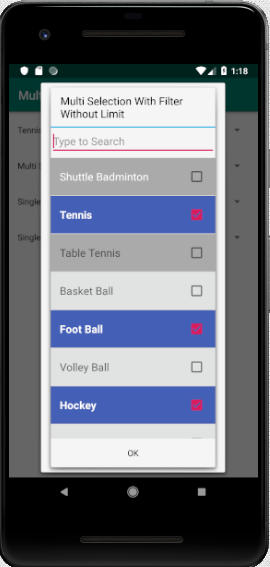 1:18
Mul
Multi Selection With Filter
Without Limit
Type to Search
Tennis
Shuttle Badminton
Multi S
Tennis
Single
Table Tennis
Single
Basket Ball
Foot Ball
Volley Ball
Hockey
OK